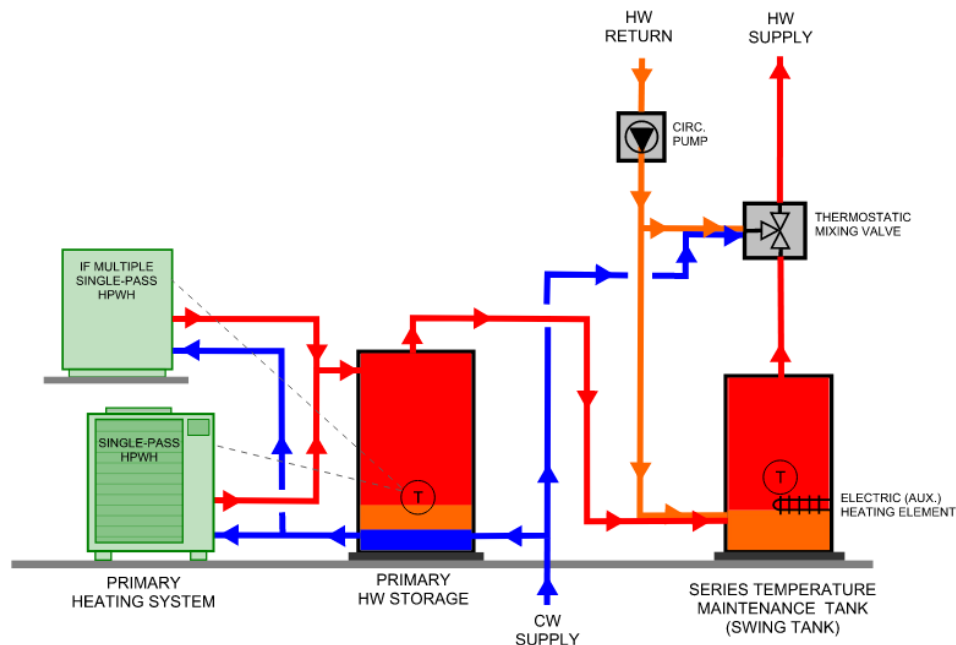 HW
RETURN
HW
SUPPLY
CIRC.
PUMP
THERMOSTATIC
MIXING VALVE
IF MULTIPLE
SINGLE-PASS
HPWH
SINGLE-PASS
HPWH
T
T
ELECTRIC (AUX.)
HEATING ELEMENT
PRIMARY
HEATING SYSTEM
PRIMARY
HW STORAGE
CW
SUPPLY
SERIES TEMPERATURE
MAINTENANCE TANK
(SWING TANK)